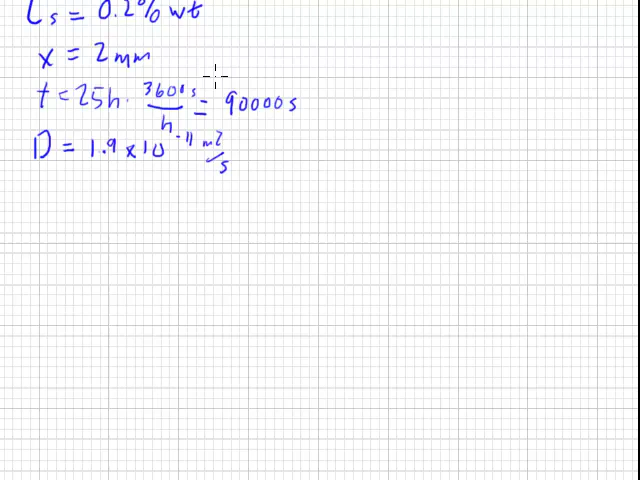 Cs = 0.2% wt
x = 2mm
t = 25h · 3600s/h = 90000s
D = 1.9 x 10^-11 m2/s